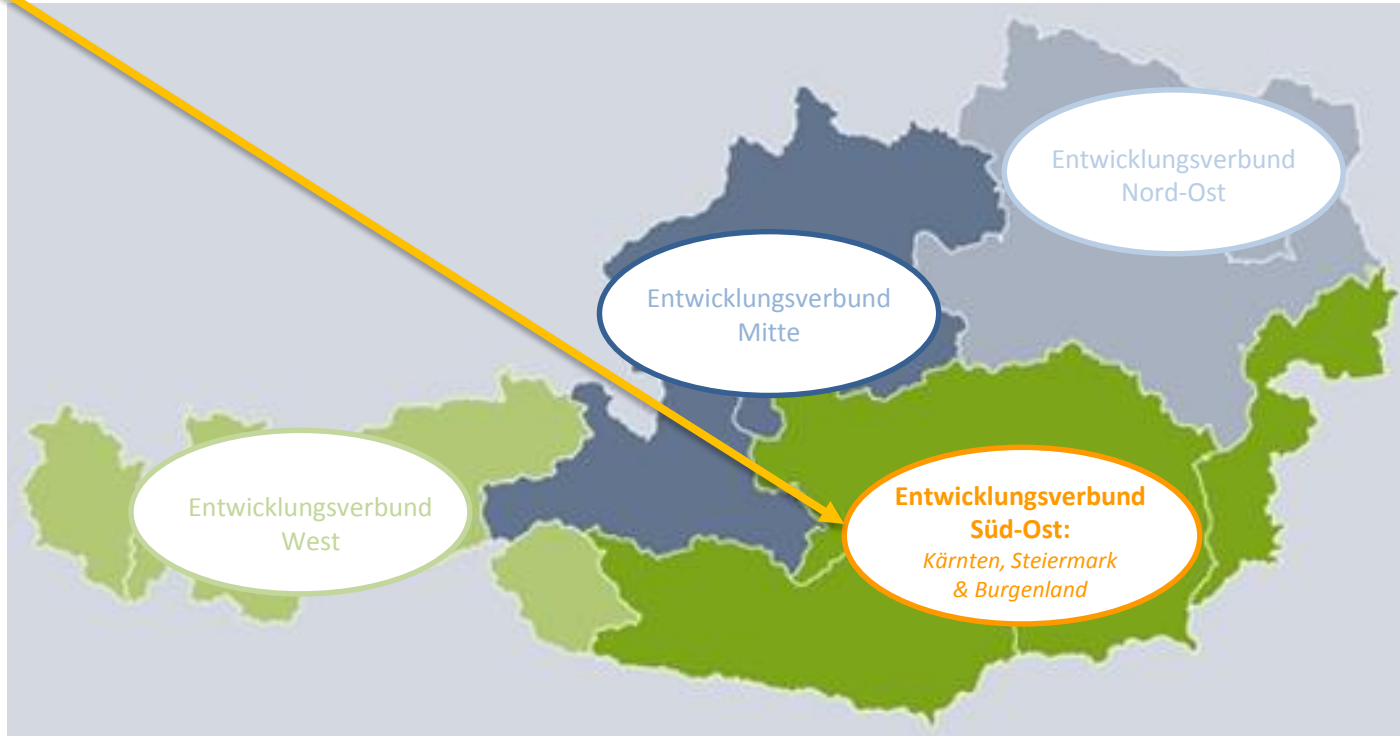 Entwicklungsverbund
Nord-Ost
Entwicklungsverbund
Mitte
Entwicklungsverbund
West
Entwicklungsverbund
Süd-Ost:
Kärnten, Steiermark
& Burgenland